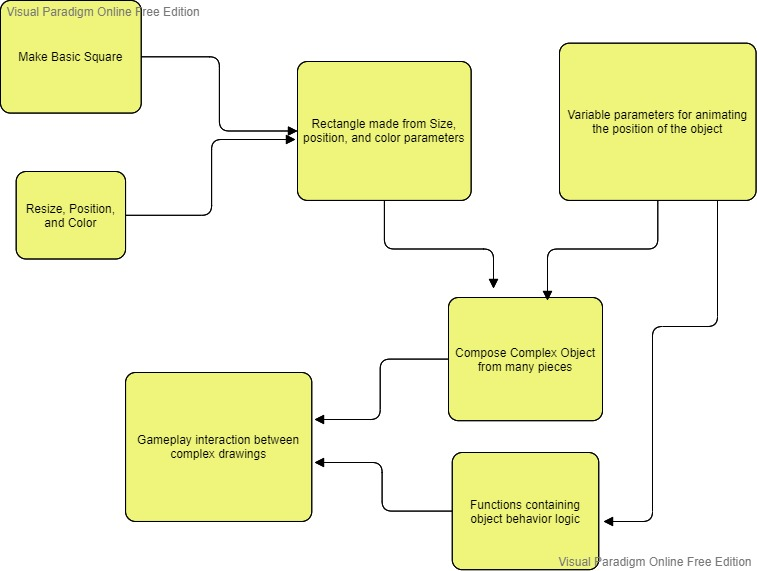 Visual Paradigm Online Free Edition
Make Basic Square
Rectangle made from Size,
position, and color parameters
Variable parameters for animating
the position of the object
Resize, Position,
and Color
Compose Complex Object
from many pieces
Gameplay interaction between
complex drawings
Functions containing
object behavior logic
Visual Paradigm Online Free Edition